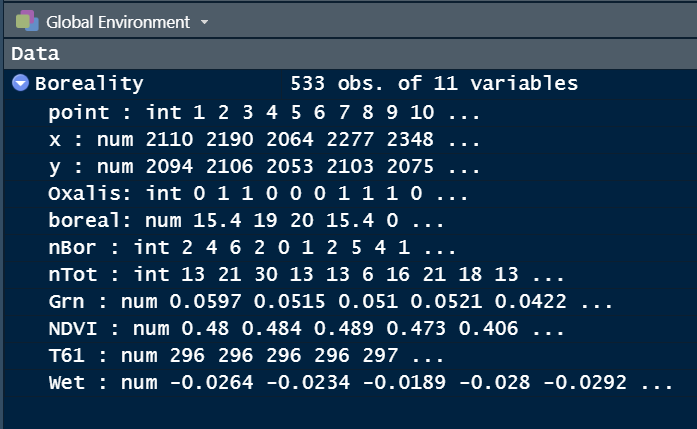 Global Environment
Data
Boreality 533 obs. of 11 variables
point : int 1 2 3 4 5 6 7 8 9 10 ...
x : num 2110 2190 2064 2277 2348 ...
y : num 2094 2106 2053 2103 2075 ...
Oxalis: int 0 1 1 0 0 0 1 1 1 0 ...
boreal: num 15.4 19 20 15.4 0 ...
nBor : int 2 4 6 2 0 1 2 5 4 1 ...
nTot : int 13 21 30 13 13 6 16 21 18 13 ...
Grn : num 0.0597 0.0515 0.051 0.0521 0.0422 ...
NDVI : num 0.48 0.484 0.489 0.473 0.406 ...
T61 : num 296 296 296 296 297 ...
Wet : num -0.0264 -0.0234 -0.0189 -0.028 -0.0292 ...